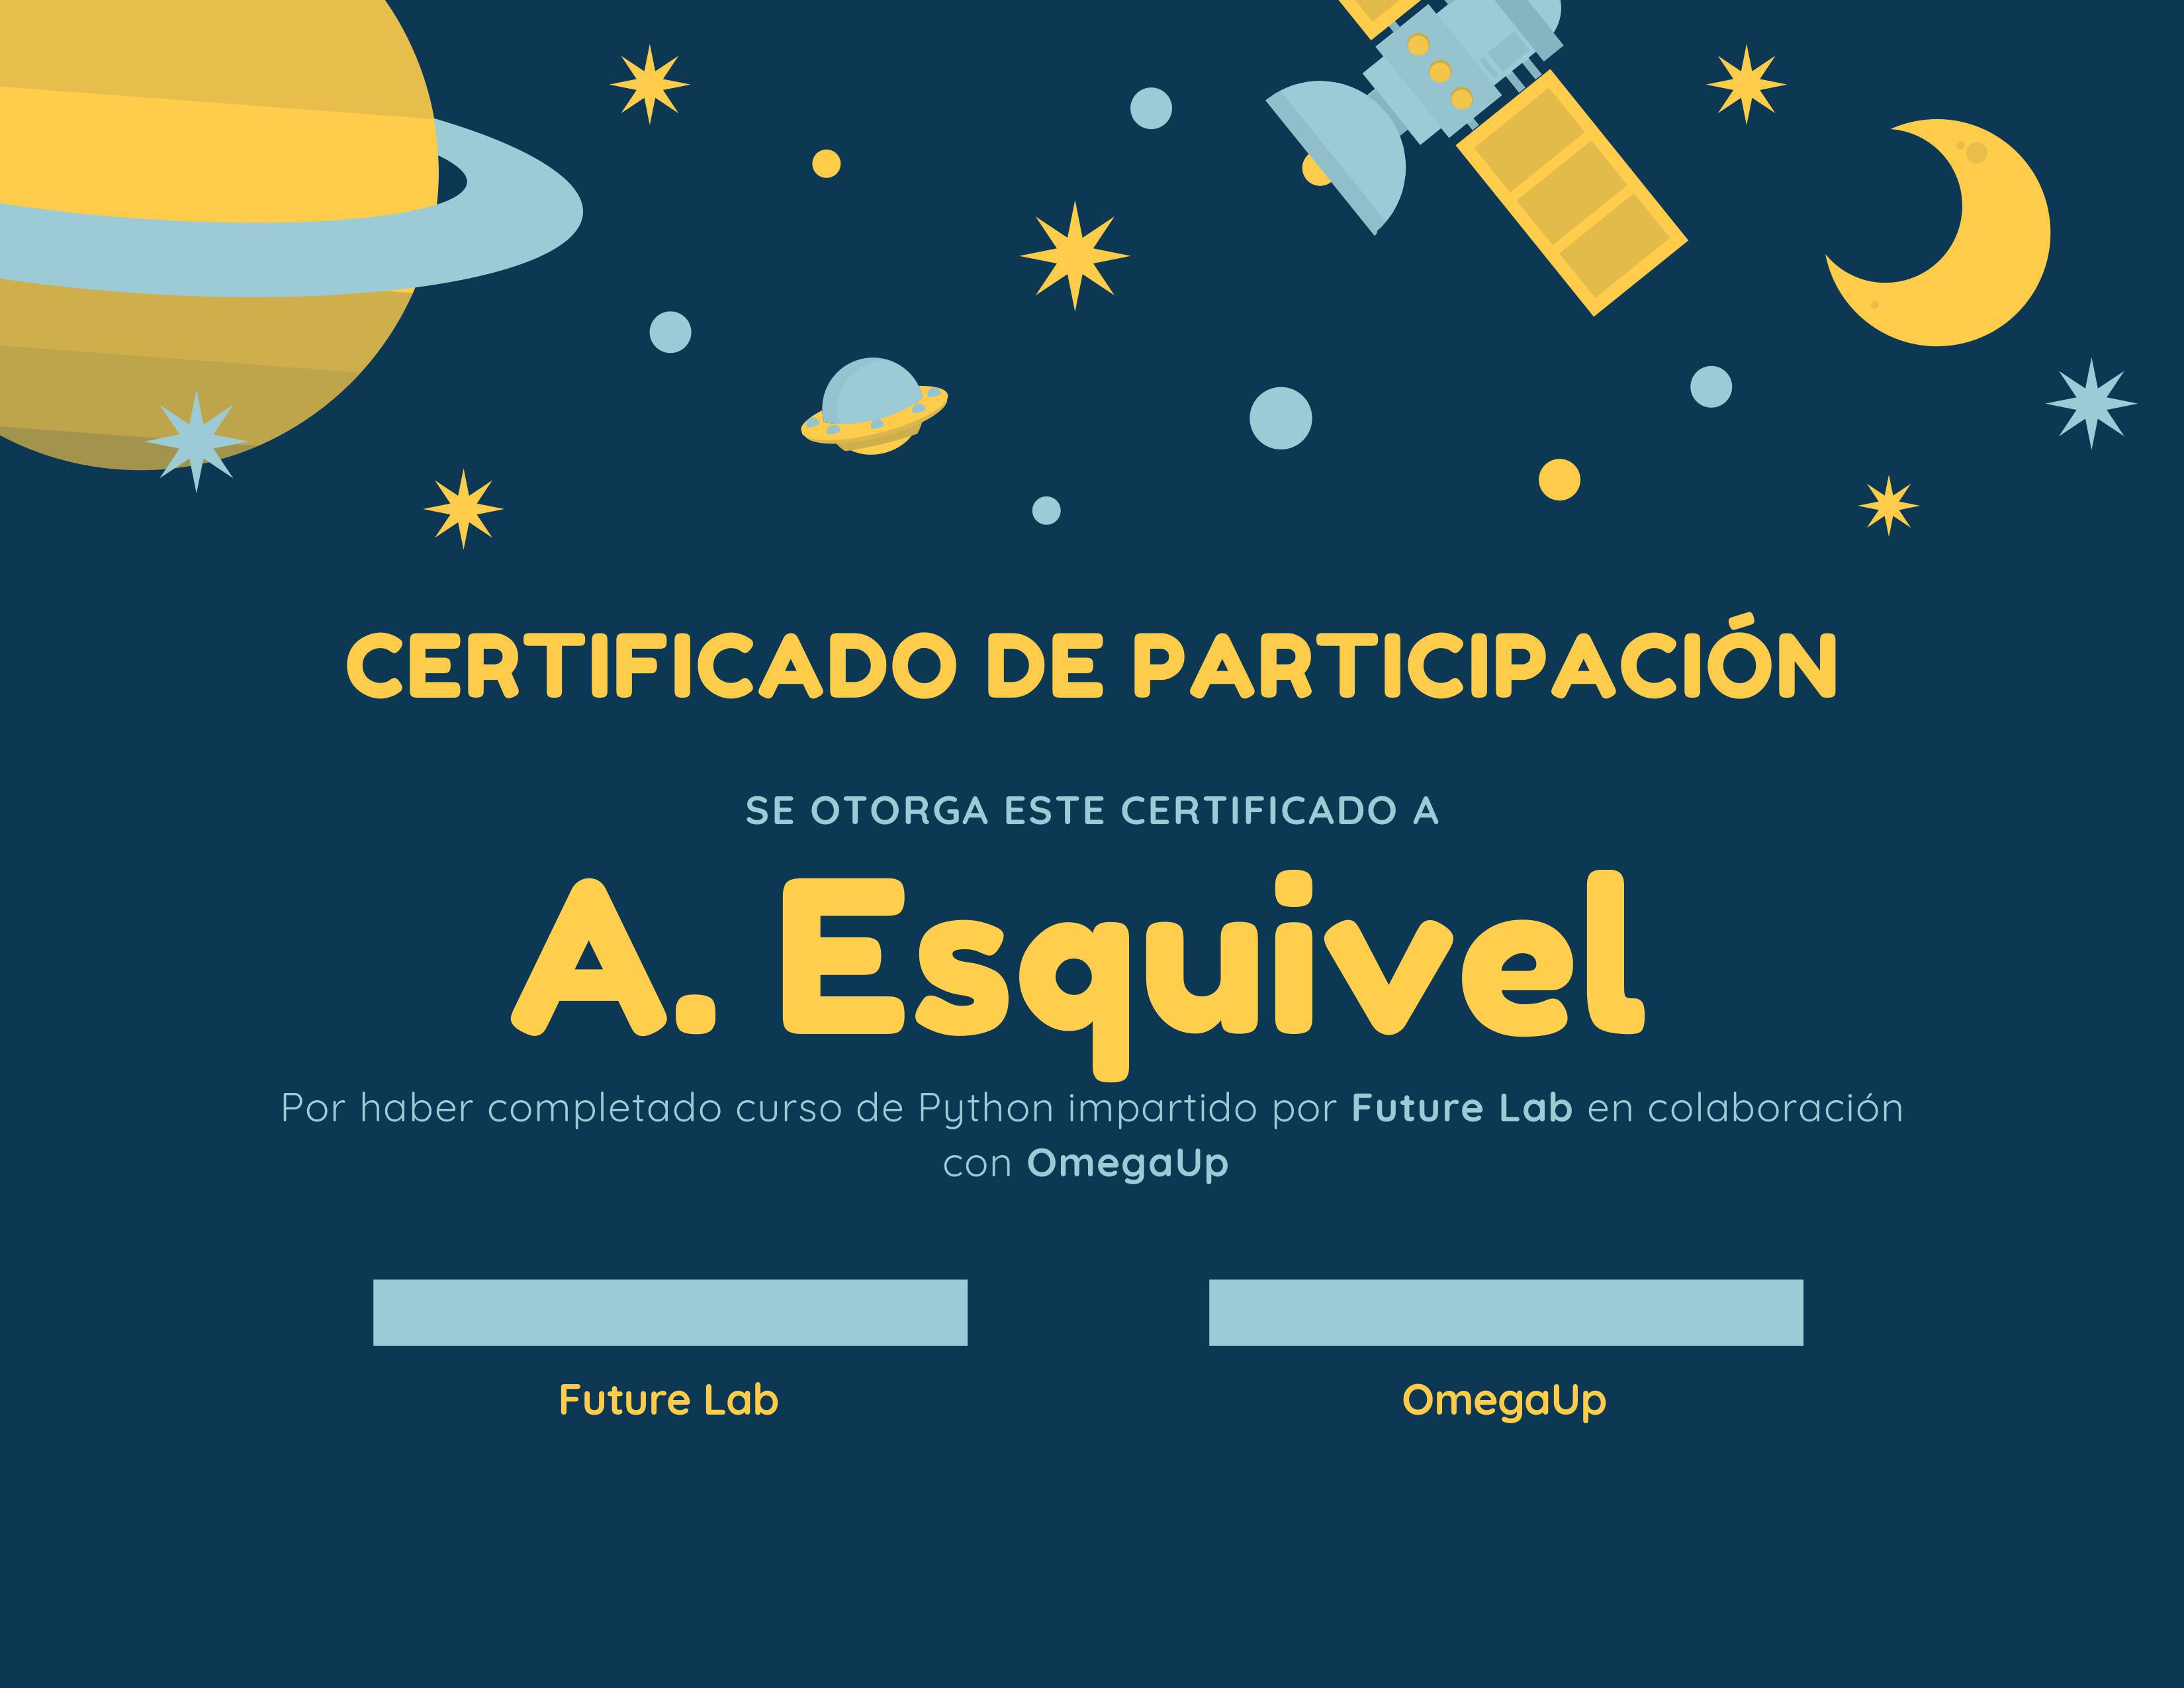 CERTIFICADO DE PARTICIPACIÓN
SE OTORGA ESTE CERTIFICADO A
A. Esquivel
Por haber completado curso de Python impartido por Future Lab en colaboración
con OmegaUp
Future Lab
OmegaUp